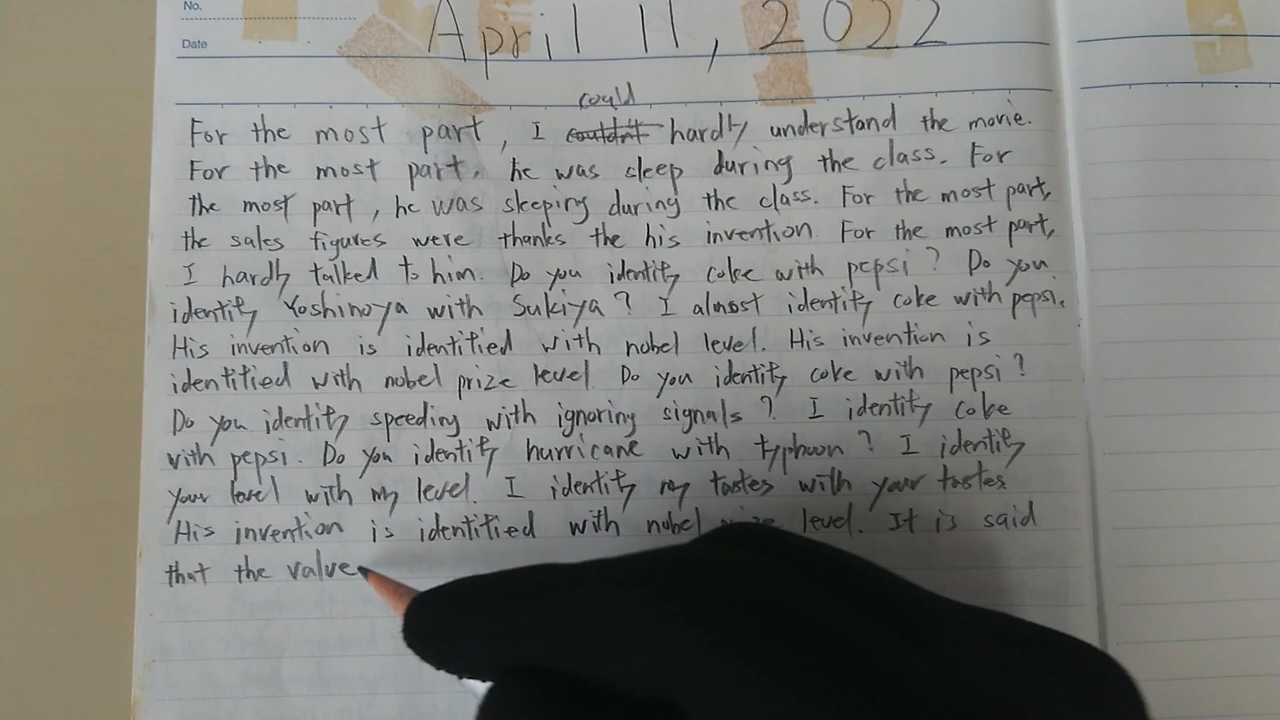 No.
Date
April 11, 2022
could
For the most part, I couldn't hardly understand the movie.
For the most part, he was sleep during the class. For
the most part, he was sleeping during the class. For the most part,
the sales figures were thanks the his invention For the most part,
I hardly talked to him. Do you identify coke with pepsi? Do you
identify Yoshinoya with Sukiya? I almost identify coke with pepsi.
His invention is identified with nobel level. His invention is
identified with nobel prize level. Do you identify coke with pepsi?
Do you identify speeding with ignoring signals? I identify coke
with pepsi. Do you identify hurricane with typhoon? I identify
your level with my level. I identify my tastes with your tastes
His invention is identified with nobel prize level. It is said
that the value